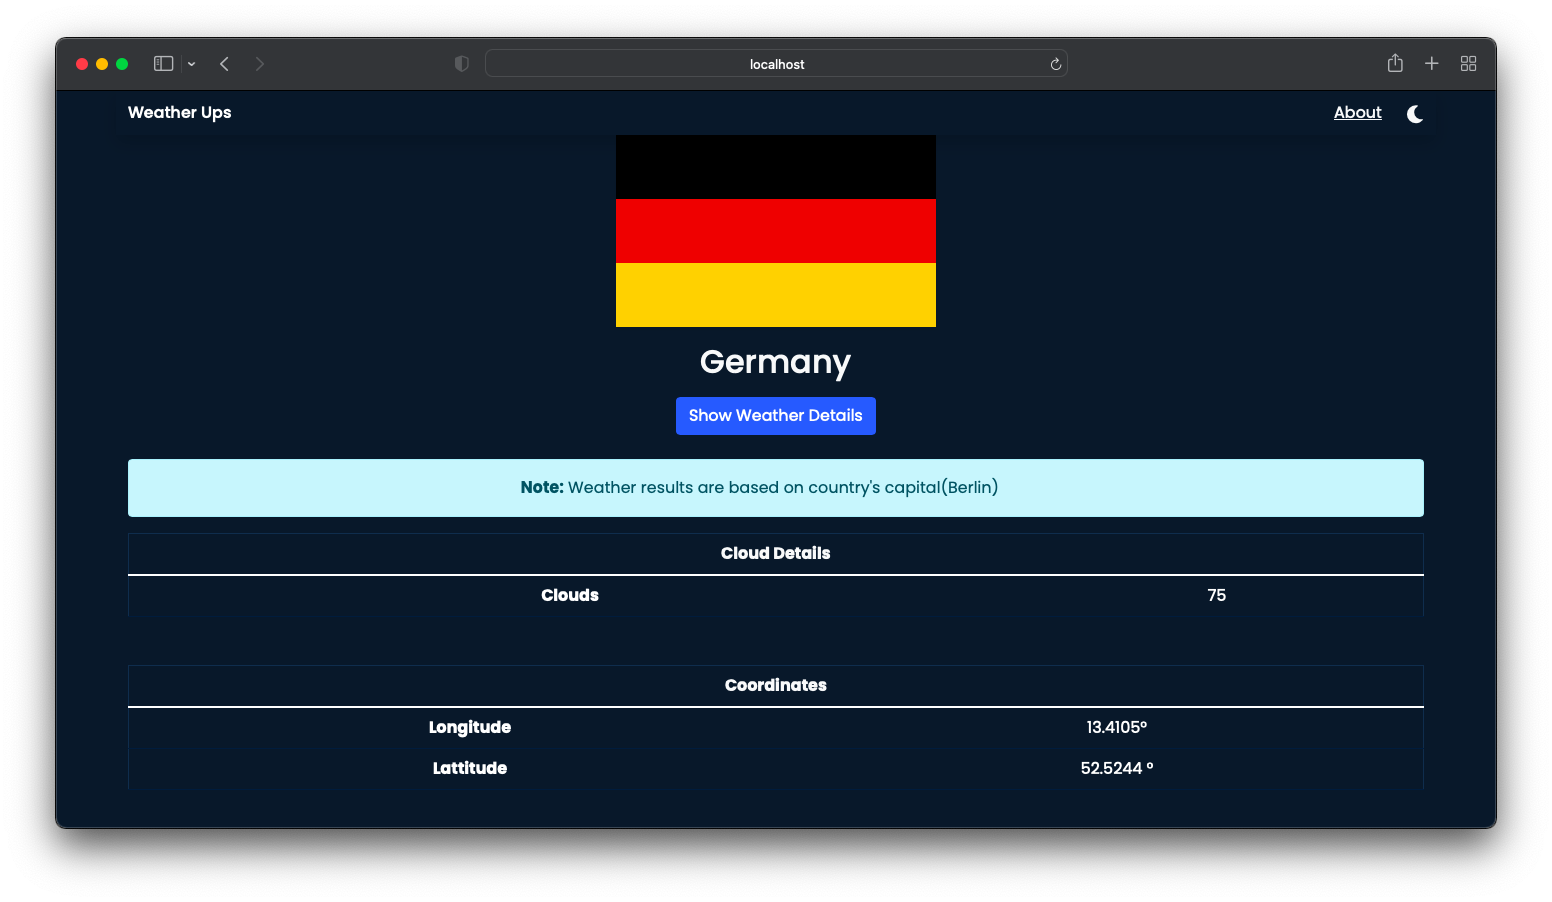 localhost
Weather Ups
About
Germany
Show Weather Details
Note: Weather results are based on country's capital(Berlin)
Cloud Details
Clouds 75
Coordinates
Longitude 13.4105°
Lattitude 52.5244 °